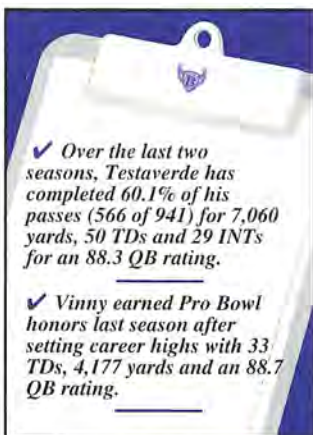 ✔ Over the last two
seasons, Testaverde has
completed 60.1% of his
passes (566 of 941) for 7,060
yards, 50 TDs and 29 INTs
for an 88.3 QB rating.
✔ Vinny earned Pro Bowl
honors last season after
setting career highs with 33
TDs, 4,177 yards and an 88.7
QB rating.